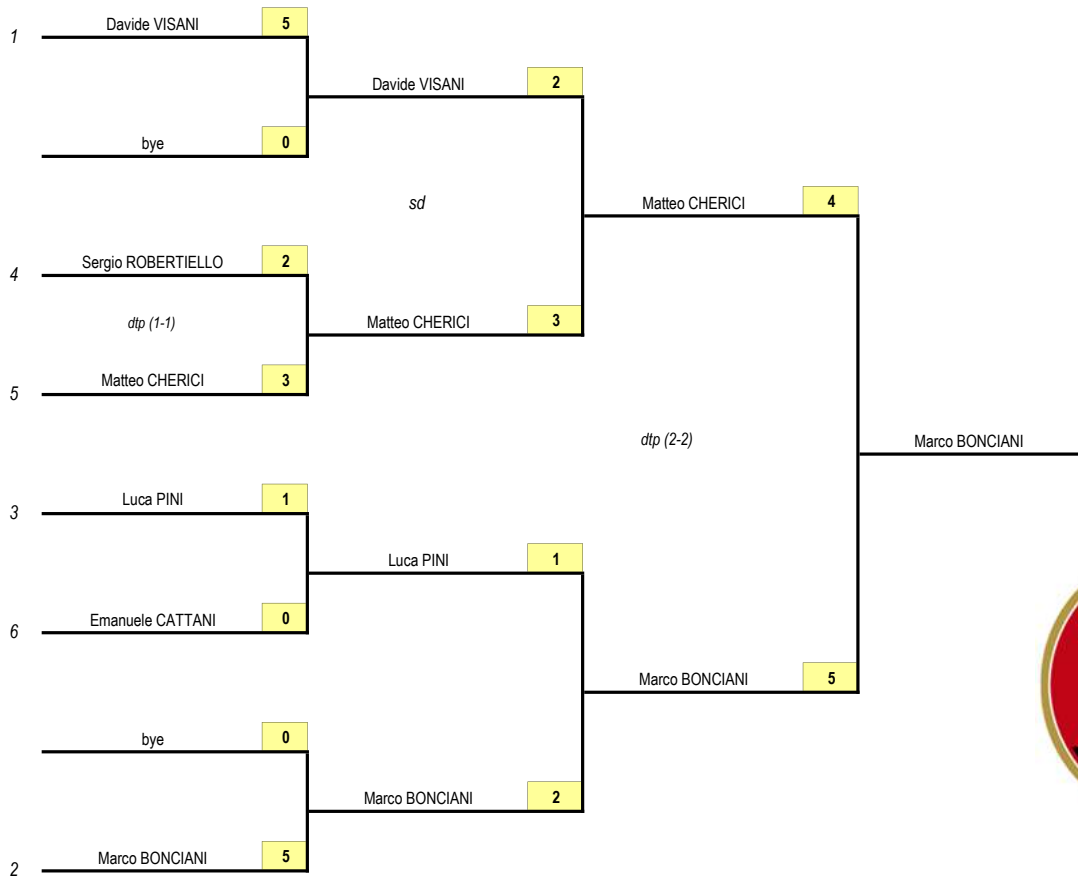 1 Davide VISANI 5
Davide VISANI 2
bye 0
sd
Matteo CHERICI 4
4 Sergio ROBERTIELLO 2
dtp (1-1)
Matteo CHERICI 3
5 Matteo CHERICI 3
dtp (2-2)
Marco BONCIANI
3 Luca PINI 1
Luca PINI 1
6 Emanuele CATTANI 0
Marco BONCIANI 5
bye 0
Marco BONCIANI 2
2 Marco BONCIANI 5